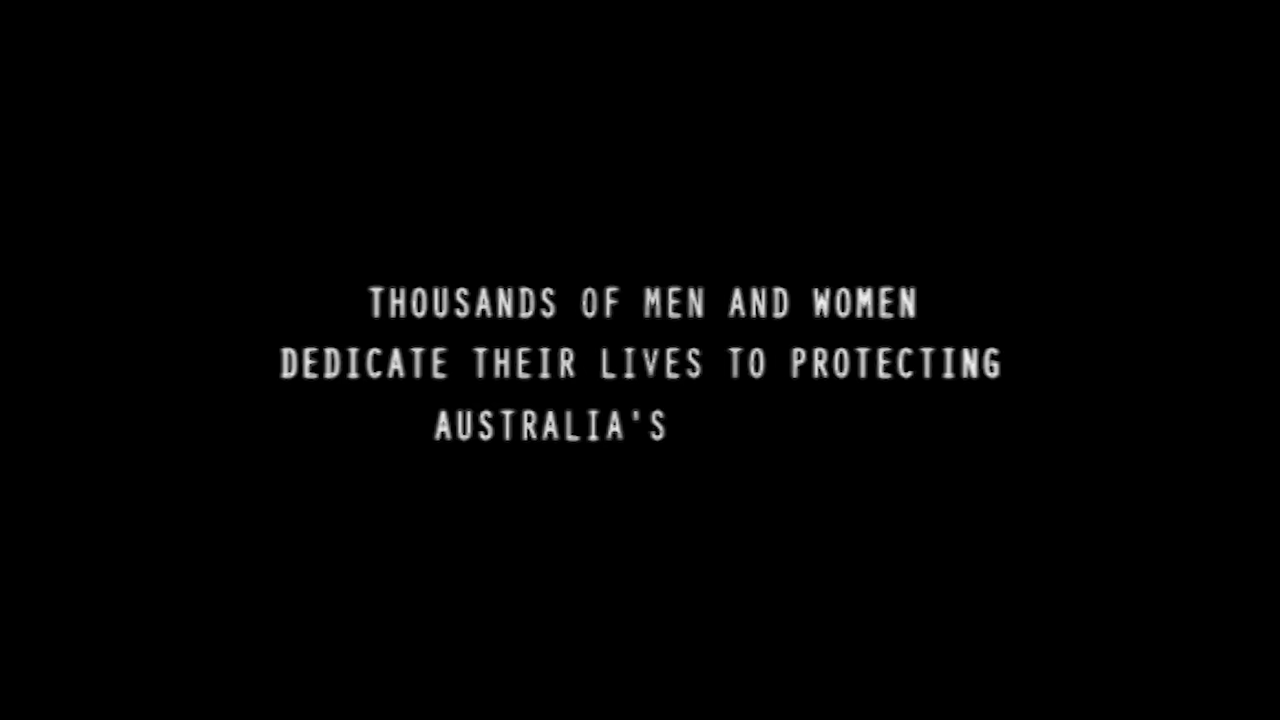 THOUSANDS OF MEN AND WOMEN
DEDICATE THEIR LIVES TO PROTECTING
AUSTRALIA'S